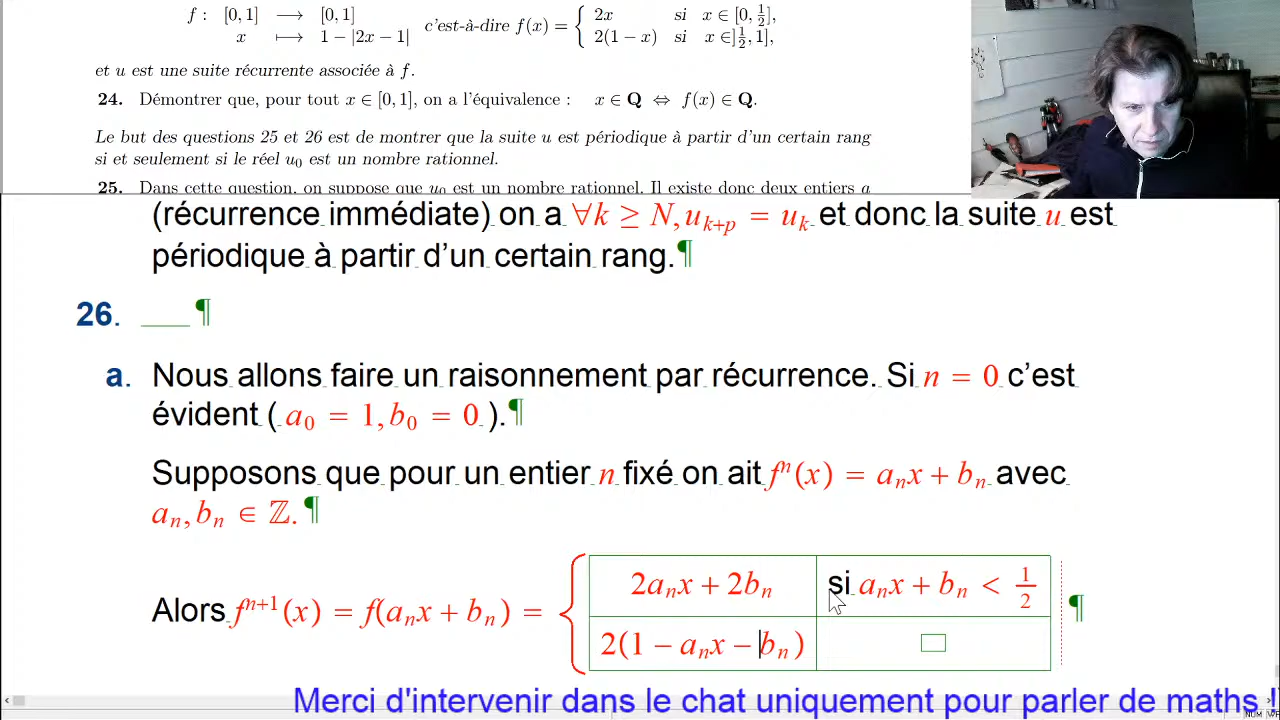 f : [0, 1] ⟶ [0, 1]
x ⟼ 1 − |2x − 1|
c'est-à-dire f(x) = { 2x si x ∈ [0, 1/2],
2(1 − x) si x ∈]1/2, 1],
et u est une suite récurrente associée à f.
24. Démontrer que, pour tout x ∈ [0, 1], on a l'équivalence : x ∈ Q ⇔ f(x) ∈ Q.
Le but des questions 25 et 26 est de montrer que la suite u est périodique à partir d'un certain rang
si et seulement si le réel u₀ est un nombre rationnel.
25. Dans cette question, on suppose que u₀ est un nombre rationnel. Il existe donc deux entiers a
(récurrence immédiate) on a ∀k ≥ N, uₖ₊ₚ = uₖ et donc la suite u est
périodique à partir d'un certain rang.¶
26. ¶
a. Nous allons faire un raisonnement par récurrence. Si n = 0 c'est
évident ( a₀ = 1, b₀ = 0 ).¶
Supposons que pour un entier n fixé on ait fⁿ(x) = aₙx + bₙ avec
aₙ, bₙ ∈ ℤ.¶
Alors fⁿ⁺¹(x) = f(aₙx + bₙ) = { 2aₙx + 2bₙ si aₙx + bₙ < 1/2 ¶
2(1 − aₙx − bₙ)
Merci d'intervenir dans le chat uniquement pour parler de maths !
NUM